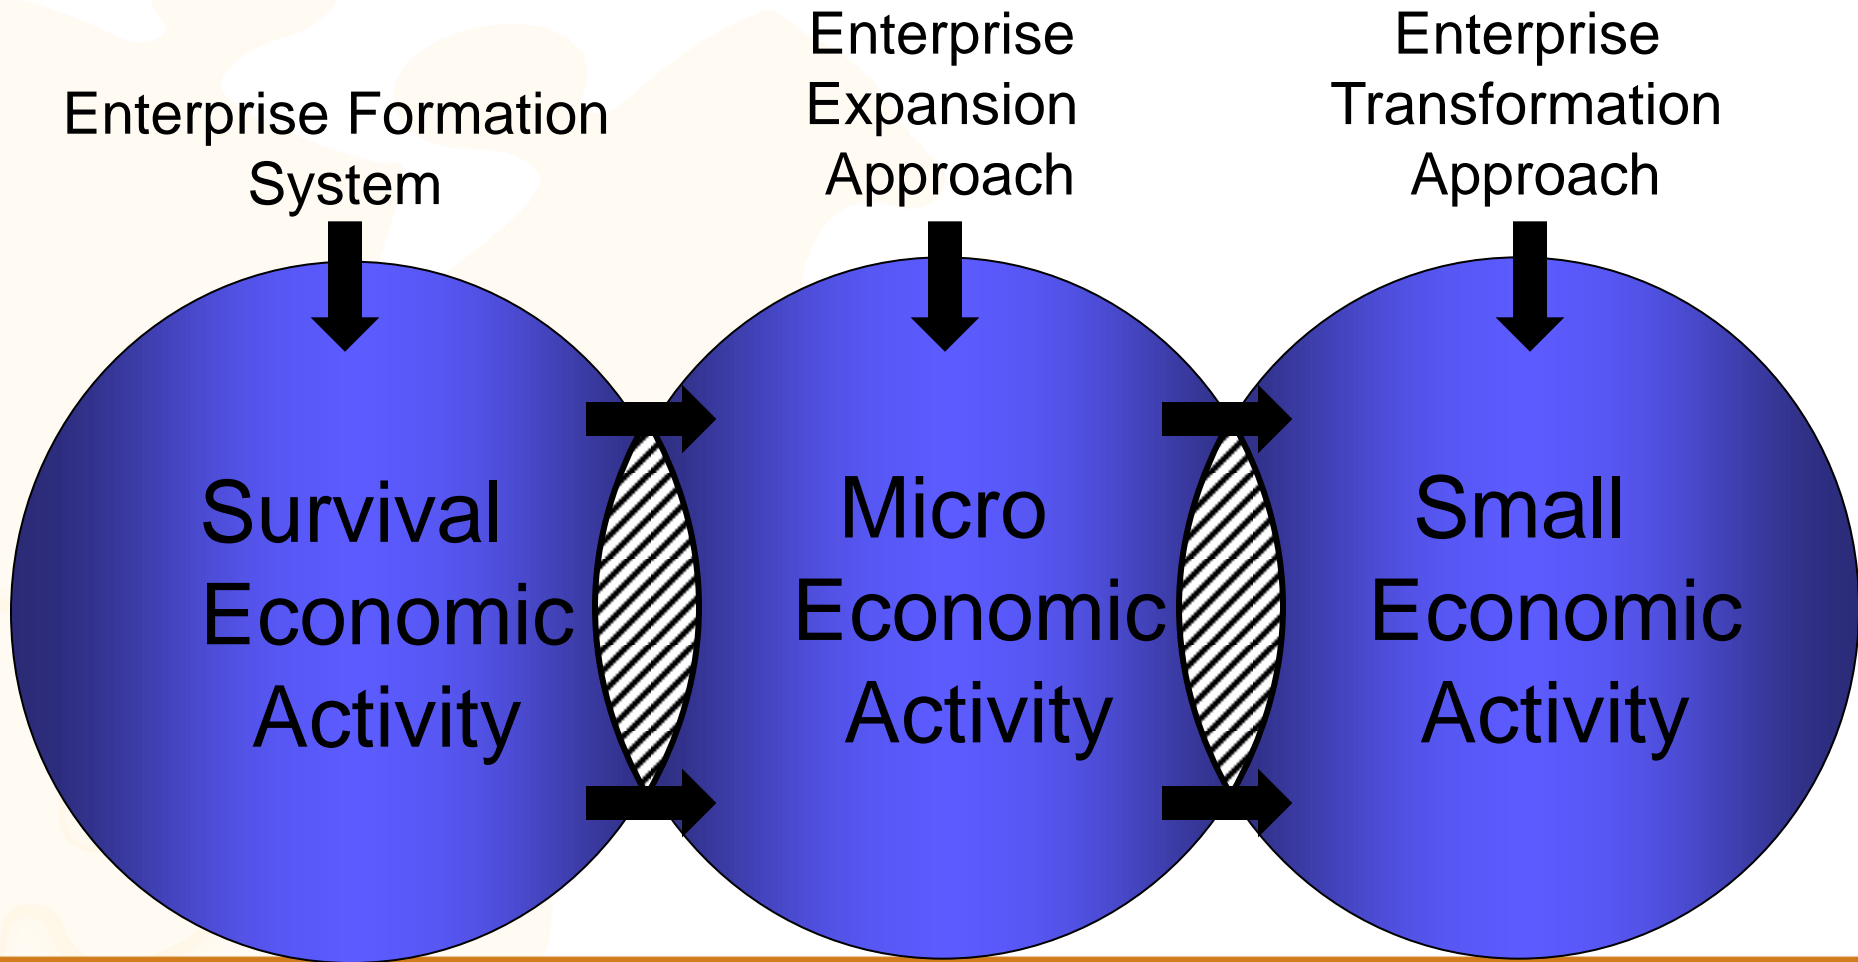 Enterprise Formation
System
Enterprise
Expansion
Approach
Enterprise
Transformation
Approach
Survival
Economic
Activity
Micro
Economic
Activity
Small
Economic
Activity